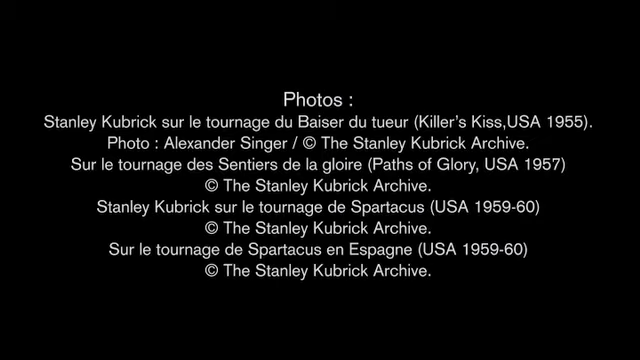 Photos :
Stanley Kubrick sur le tournage du Baiser du tueur (Killer's Kiss,USA 1955).
Photo : Alexander Singer / © The Stanley Kubrick Archive.
Sur le tournage des Sentiers de la gloire (Paths of Glory, USA 1957)
© The Stanley Kubrick Archive.
Stanley Kubrick sur le tournage de Spartacus (USA 1959-60)
© The Stanley Kubrick Archive.
Sur le tournage de Spartacus en Espagne (USA 1959-60)
© The Stanley Kubrick Archive.